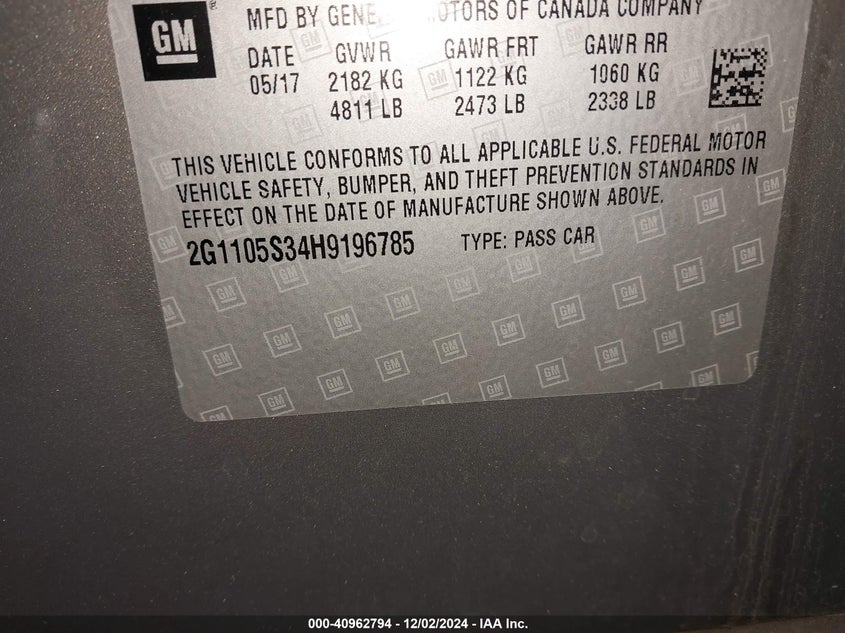 GM
MFD BY GENERAL MOTORS OF CANADA COMPANY
DATE GVWR GAWR FRT GAWR RR
05/17 2182 KG 1122 KG 1060 KG
4811 LB 2473 LB 2338 LB
THIS VEHICLE CONFORMS TO ALL APPLICABLE U.S. FEDERAL MOTOR
VEHICLE SAFETY, BUMPER, AND THEFT PREVENTION STANDARDS IN
EFFECT ON THE DATE OF MANUFACTURE SHOWN ABOVE.
2G1105S34H9196785 TYPE: PASS CAR
000-40962794 - 12/02/2024 - IAA Inc.